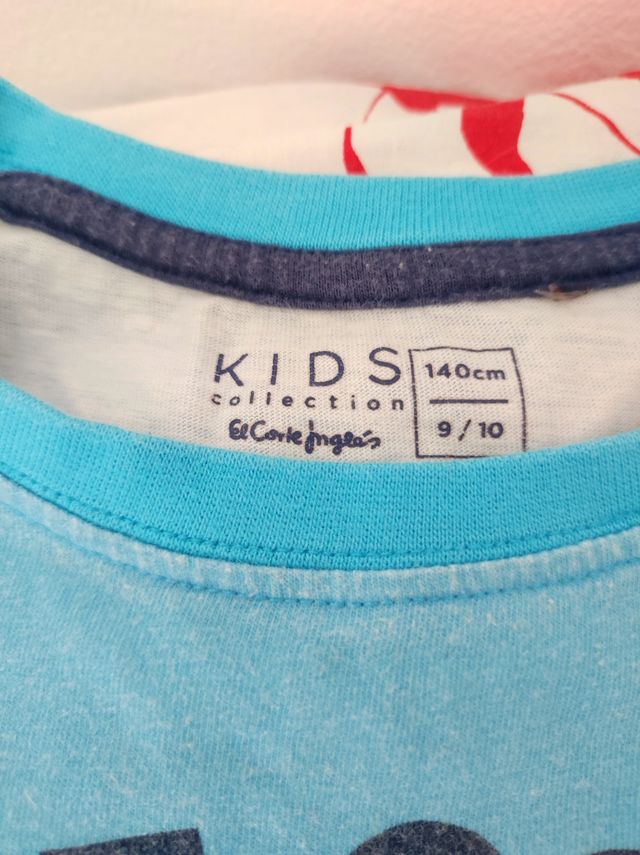 KIDS
collection
El Corte Inglés
140cm
9/10